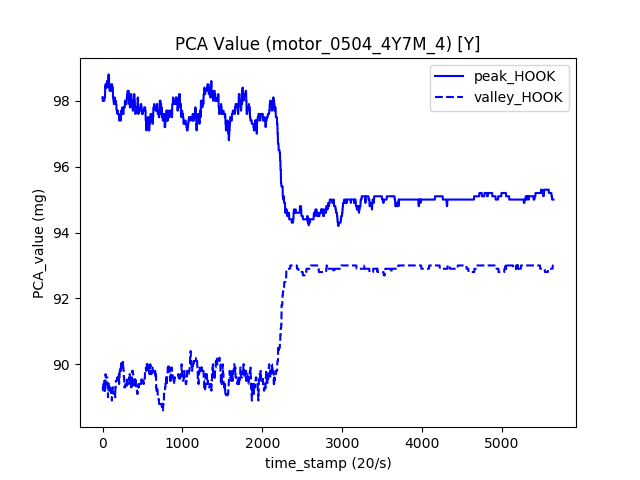 PCA Value (motor_0504_4Y7M_4) [Y]
peak_HOOK
valley_HOOK
98
96
94
92
90
PCA_value (mg)
0 1000 2000 3000 4000 5000
time_stamp (20/s)